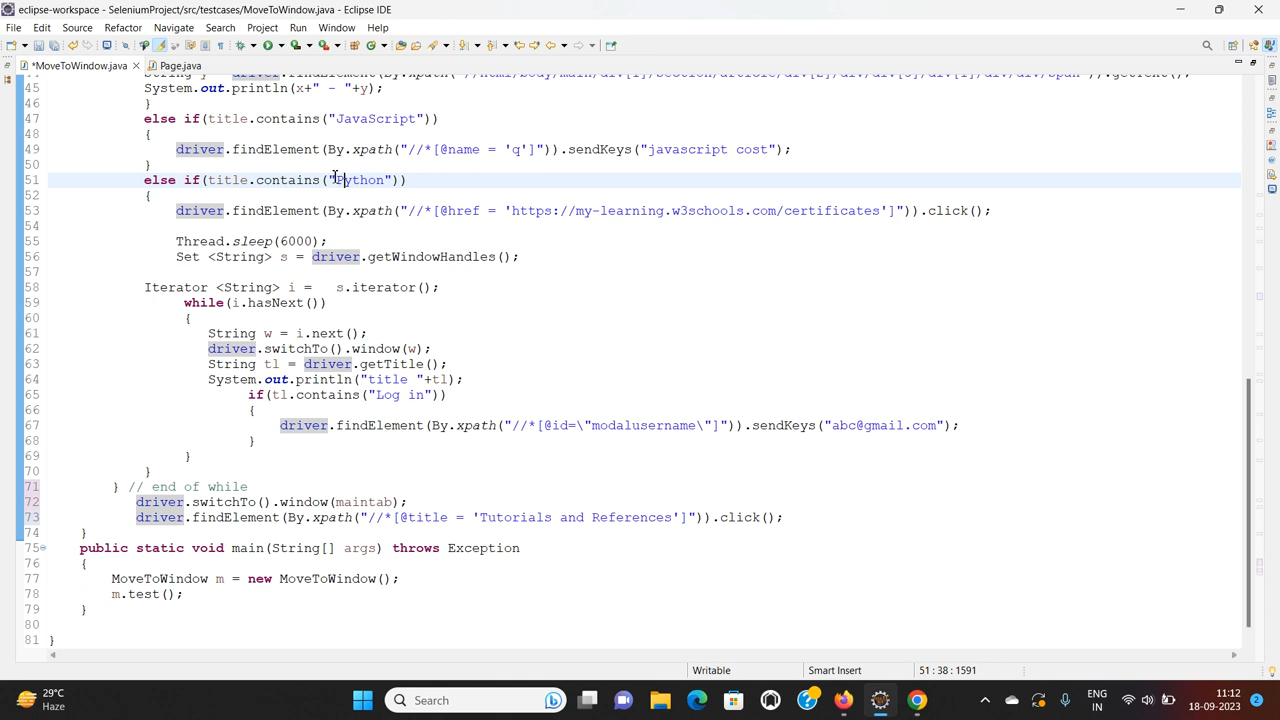 eclipse-workspace - SeleniumProject/src/testcases/MoveToWindow.java - Eclipse IDE
File Edit Source Refactor Navigate Search Project Run Window Help
*MoveToWindow.java Page.java
45 System.out.println(x+" - "+y);
46 }
47 else if(title.contains("JavaScript"))
48 {
49 driver.findElement(By.xpath("//*[@name = 'q']")).sendKeys("javascript cost");
50 }
51 else if(title.contains("Python"))
52 {
53 driver.findElement(By.xpath("//*[@href = 'https://my-learning.w3schools.com/certificates']")).click();
54
55 Thread.sleep(6000);
56 Set <String> s = driver.getWindowHandles();
57
58 Iterator <String> i = s.iterator();
59 while(i.hasNext())
60 {
61 String w = i.next();
62 driver.switchTo().window(w);
63 String tl = driver.getTitle();
64 System.out.println("title "+tl);
65 if(tl.contains("Log in"))
66 {
67 driver.findElement(By.xpath("//*[@id=\"modalusername\"]")).sendKeys("abc@gmail.com");
68 }
69 }
70 }
71 } // end of while
72 driver.switchTo().window(maintab);
73 driver.findElement(By.xpath("//*[@title = 'Tutorials and References']")).click();
74 }
75 public static void main(String[] args) throws Exception
76 {
77 MoveToWindow m = new MoveToWindow();
78 m.test();
79 }
80
81 }
Writable Smart Insert 51 : 38 : 1591
29°C
Haze
Search
ENG
IN
11:12
18-09-2023
2